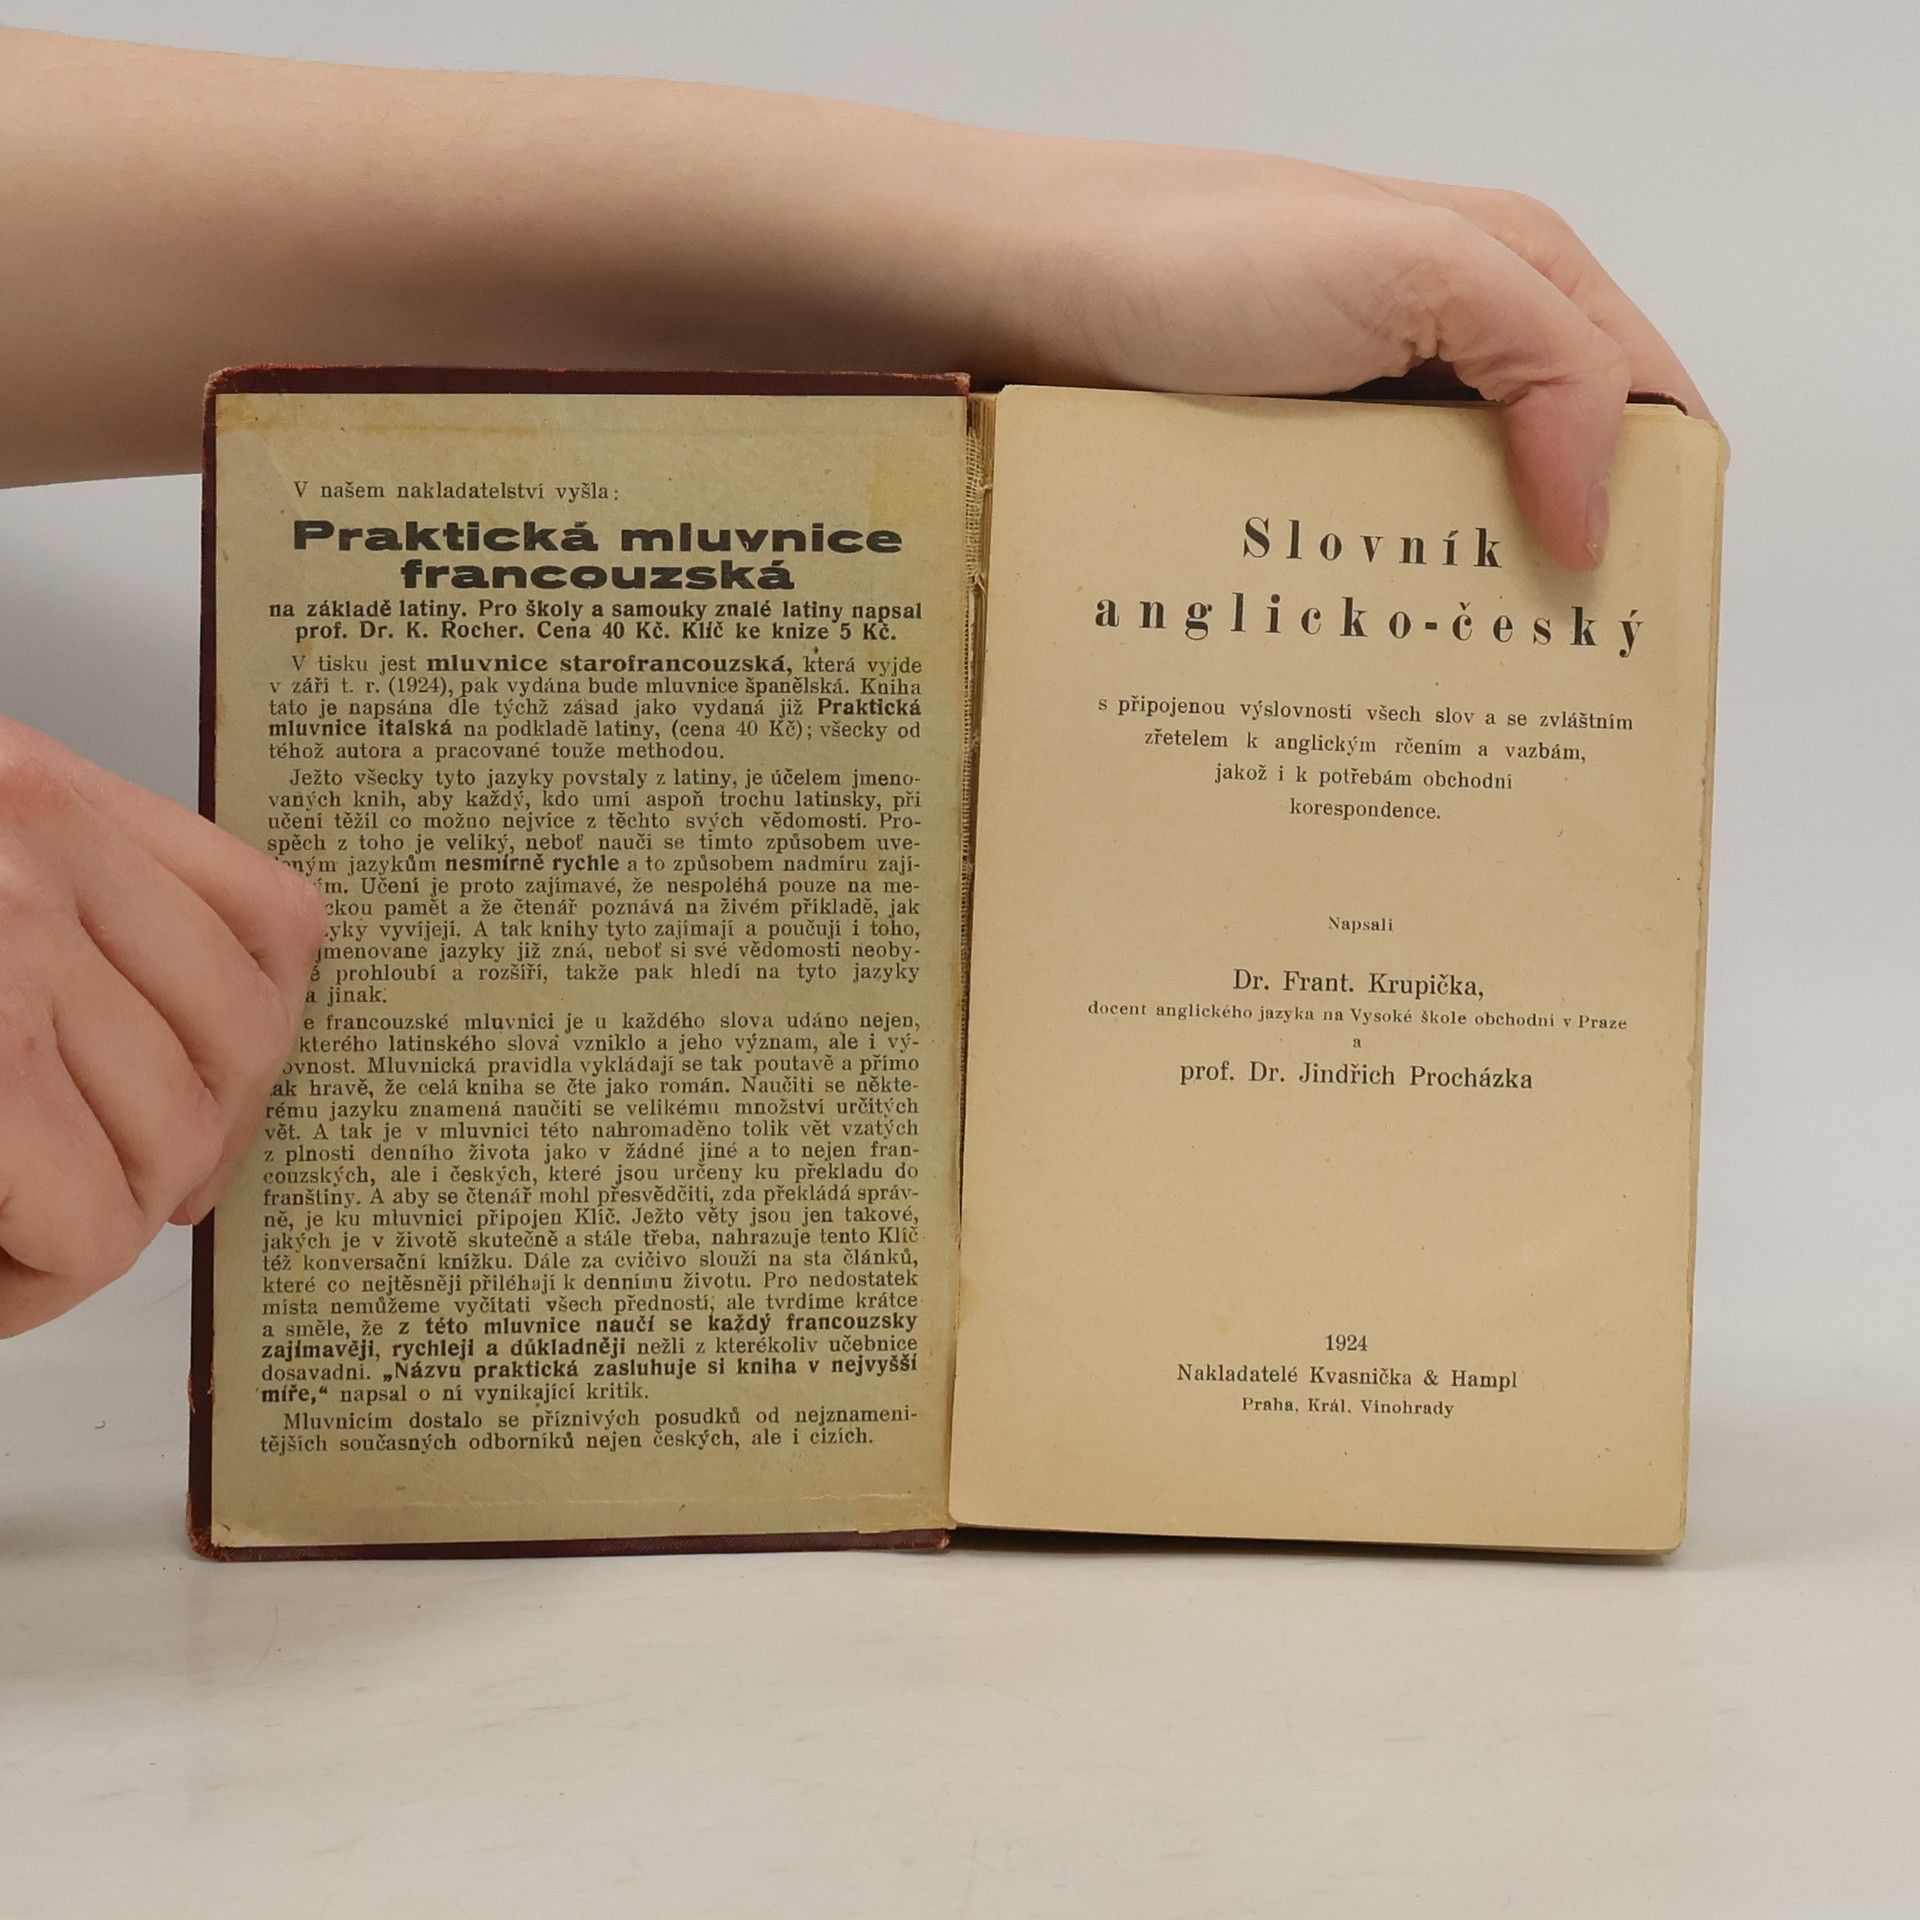 V našem nakladatelství vyšla:
Praktická mluvnice
francouzská
na základě latiny. Pro školy a samouky znalé latiny napsal
prof. Dr. K. Rocher. Cena 40 Kč. Klíč ke knize 5 Kč.
V tisku jest mluvnice starofrancouzská, která vyjde
v září t. r. (1924), pak vydána bude mluvnice španělská. Kniha
tato je napsána dle týchž zásad jako vydaná již Praktická
mluvnice italská na podkladě latiny, (cena 40 Kč); všecky od
téhož autora a pracované touže methodou.
Ježto všecky tyto jazyky povstaly z latiny, je účelem jmeno-
vaných knih, aby každý, kdo umí aspoň trochu latinsky, při
učení těžil co možno nejvíce z těchto svých vědomostí. Pro-
spěch z toho je veliký, neboť naučí se tímto způsobem uve-
jazykům nesmírně rychle a to způsobem nadmíru zají-
Učení je proto zajímavé, že nespoléhá pouze na me-
ckou pamět a že čtenář poznává na živém příkladě, jak
vyvíjejí. A tak knihy tyto zajímají a poučují i toho,
jmenované jazyky již zná, neboť si své vědomosti neoby-
prohloubí a rozšíří, takže pak hledí na tyto jazyky
a jinak.
e francouzské mluvnici je u každého slova udáno nejen,
kterého latinského slova vzniklo a jeho význam, ale i vý-
ovnost. Mluvnická pravidla vykládají se tak poutavě a přímo
ak hravě, že celá kniha se čte jako román. Naučiti se někte-
rému jazyku znamená naučiti se velikému množství určitých
vět. A tak je v mluvnici této nahromaděno tolik vět vzatých
z plnosti denního života jako v žádné jiné a to nejen fran-
couzských, ale i českých, které jsou určeny ku překladu do
franštiny. A aby se čtenář mohl přesvědčiti, zda překládá správ-
ně, je ku mluvnici připojen Klíč. Ježto věty jsou jen takové,
jakých je v životě skutečně a stále třeba, nahrazuje tento Klíč
též konversační knížku. Dále za cvičivo slouží na sta článků,
které co nejtěsněji přiléhají k dennímu životu. Pro nedostatek
místa nemůžeme vyčítati všech předností, ale tvrdíme krátce
a směle, že z této mluvnice naučí se každý francouzsky
zajímavěji, rychleji a důkladněji nežli z kterékoliv učebnice
dosavadní. „Názvu praktická zasluhuje si kniha v nejvyšší
míře,“ napsal o ní vynikající kritik.
Mluvnicím dostalo se příznivých posudků od nejznameni-
tějších současných odborníků nejen českých, ale i cizích.
Slovník
anglicko-český
s připojenou výslovností všech slov a se zvláštním
zřetelem k anglickým rčením a vazbám,
jakož i k potřebám obchodní
korespondence.
Napsali
Dr. Frant. Krupička,
docent anglického jazyka na Vysoké škole obchodní v Praze
a
prof. Dr. Jindřich Procházka
1924
Nakladatelé Kvasnička & Hampl
Praha, Král. Vinohrady